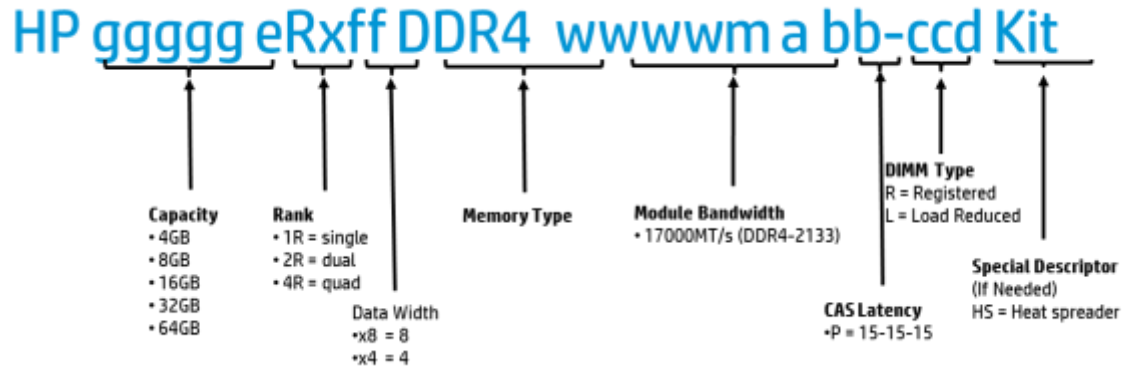 HP ggggg eRxff DDR4 wwwwm a bb-ccd Kit
Capacity
• 4GB
• 8GB
• 16GB
• 32GB
• 64GB
Rank
• 1R = single
• 2R = dual
• 4R = quad
Data Width
•x8 = 8
•x4 = 4
Memory Type
Module Bandwidth
• 17000MT/s (DDR4-2133)
CAS Latency
•P = 15-15-15
DIMM Type
R = Registered
L = Load Reduced
Special Descriptor
(If Needed)
HS = Heat spreader